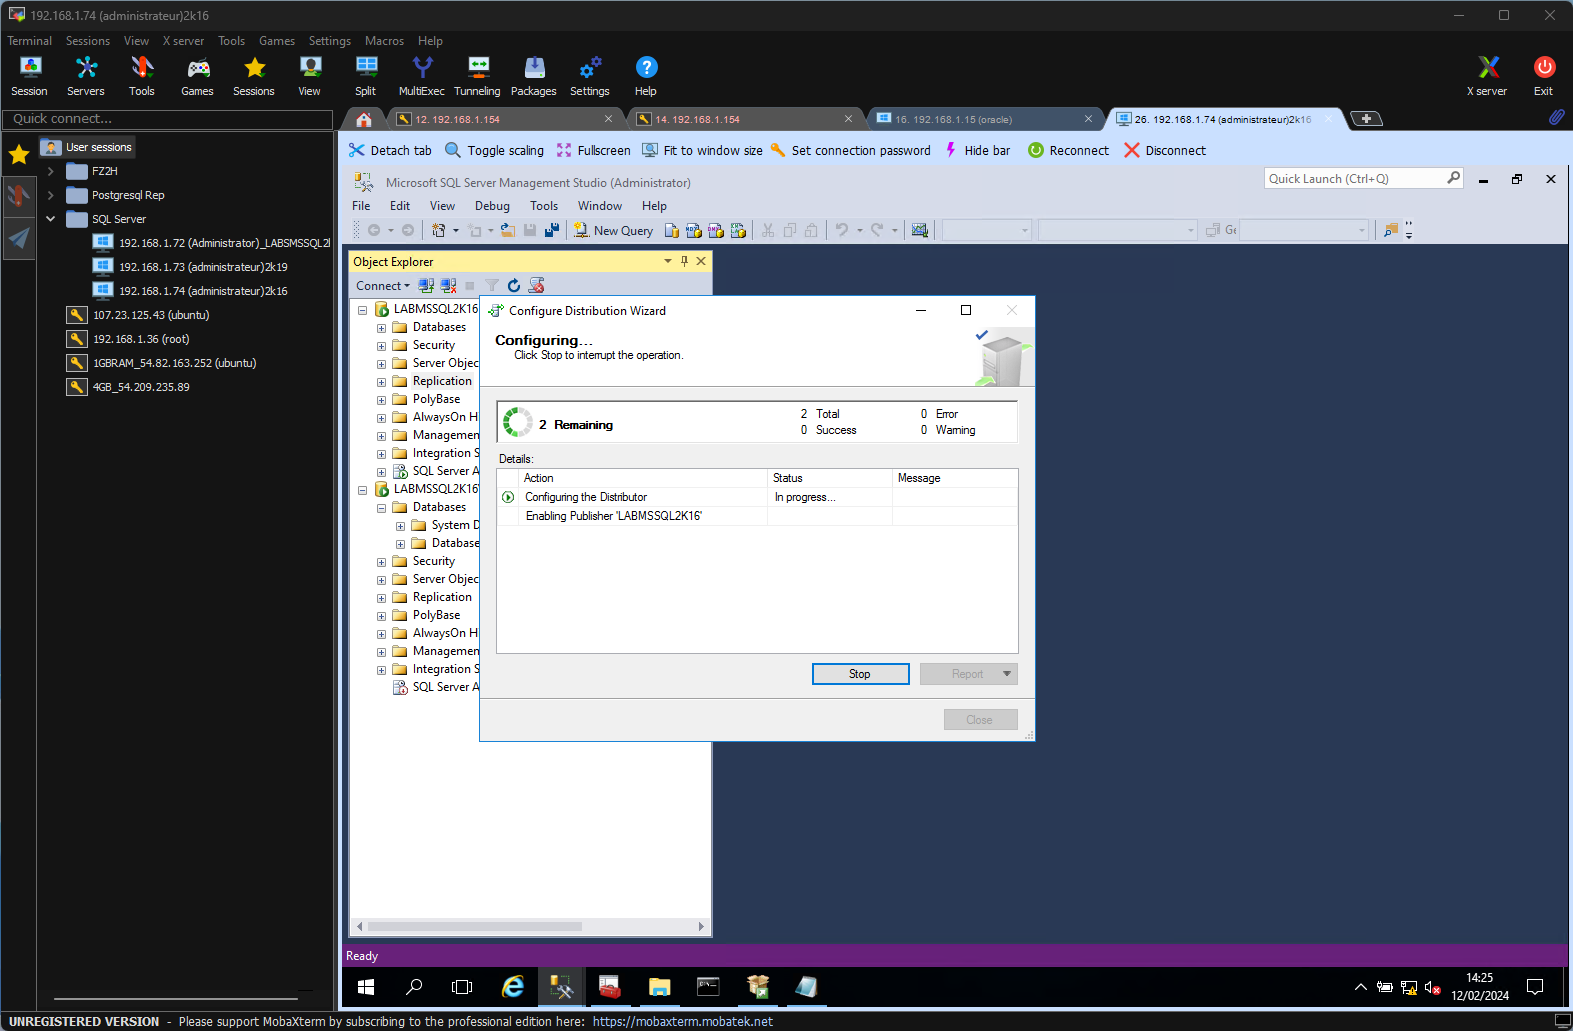 192.168.1.74 (administrateur)2k16
Terminal Sessions View X server Tools Games Settings Macros Help
Session Servers Tools Games Sessions View Split MultiExec Tunneling Packages Settings Help X server Exit
Quick connect...
12. 192.168.1.154
14. 192.168.1.154
16. 192.168.1.15 (oracle)
26. 192.168.1.74 (administrateur)2k16
User sessions
FZ2H
Postgresql Rep
SQL Server
192.168.1.72 (Administrator)_LABSMSSQL2
192.168.1.73 (administrateur)2k19
192.168.1.74 (administrateur)2k16
107.23.125.43 (ubuntu)
192.168.1.36 (root)
1GBRAM_54.82.163.252 (ubuntu)
4GB_54.209.235.89
Detach tab Toggle scaling Fullscreen Fit to window size Set connection password Hide bar Reconnect Disconnect
Microsoft SQL Server Management Studio (Administrator)
Quick Launch (Ctrl+Q)
File Edit View Debug Tools Window Help
New Query
Object Explorer
Connect
LABMSSQL2K16
Databases
Security
Server Objec
Replication
PolyBase
AlwaysOn H
Managemen
Integration S
SQL Server A
LABMSSQL2K16
Databases
System D
Database
Security
Server Objec
Replication
PolyBase
AlwaysOn H
Managemen
Integration S
SQL Server A
Configure Distribution Wizard
Configuring...
Click Stop to interrupt the operation.
2 Remaining
2 Total
0 Error
0 Success
0 Warning
Details:
Action Status Message
Configuring the Distributor In progress...
Enabling Publisher 'LABMSSQL2K16'
Stop
Report
Close
Ready
14:25
12/02/2024
UNREGISTERED VERSION - Please support MobaXterm by subscribing to the professional edition here: https://mobaxterm.mobatek.net